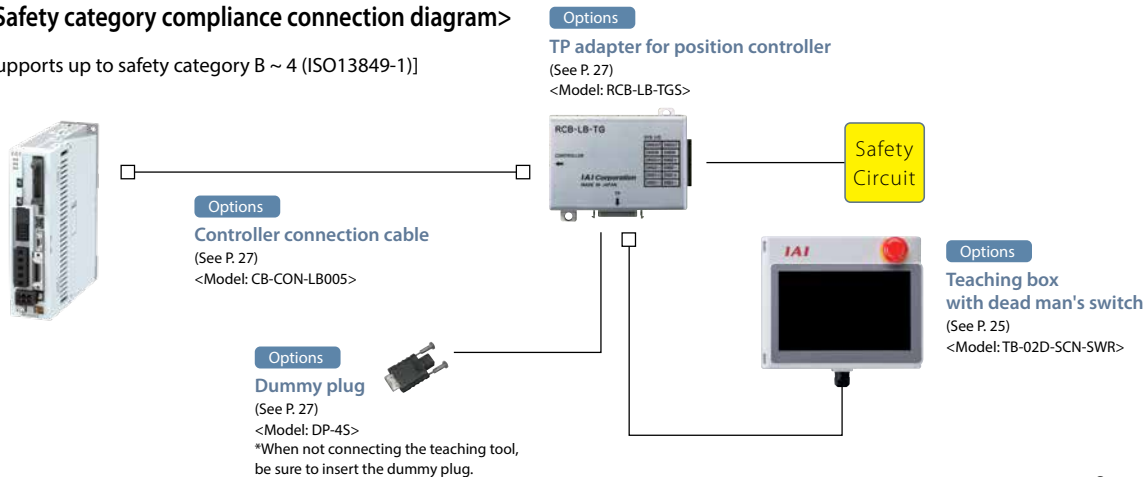 Safety category compliance connection diagram>
upports up to safety category B ~ 4 (ISO13849-1)]
Options
TP adapter for position controller
(See P. 27)
<Model: RCB-LB-TGS>
RCB-LB-TG
CONTROLLER
IAI Corporation
MADE IN JAPAN
Safety
Circuit
Options
Controller connection cable
(See P. 27)
<Model: CB-CON-LB005>
IAI
Options
Teaching box
with dead man's switch
(See P. 25)
<Model: TB-02D-SCN-SWR>
Options
Dummy plug
(See P. 27)
<Model: DP-4S>
*When not connecting the teaching tool,
be sure to insert the dummy plug.